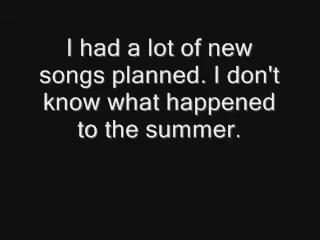 I had a lot of new
songs planned. I don't
know what happened
to the summer.